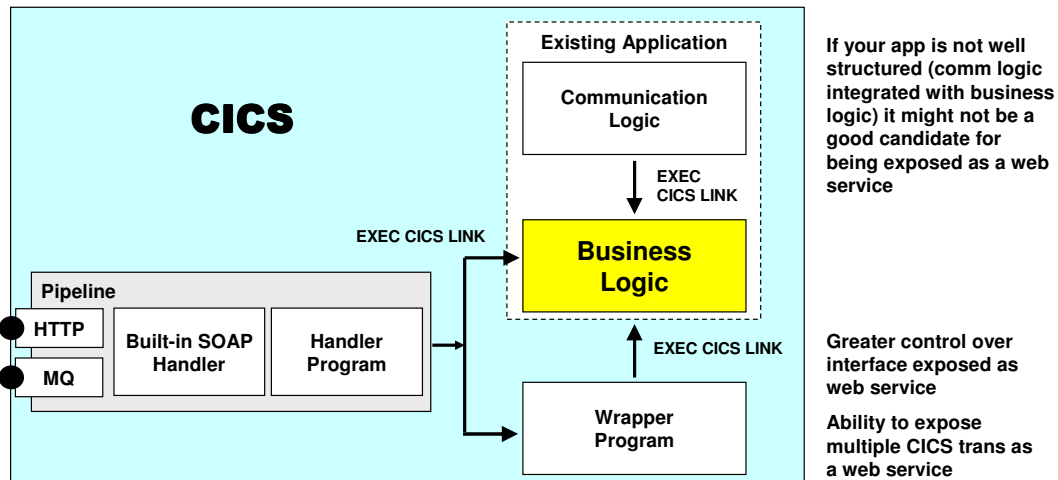 Existing Application
Communication
Logic
EXEC
CICS LINK
CICS
EXEC CICS LINK
Business
Logic
Pipeline
HTTP
MQ
Built-in SOAP
Handler
Handler
Program
EXEC CICS LINK
Wrapper
Program
If your app is not well
structured (comm logic
integrated with business
logic) it might not be a
good candidate for
being exposed as a web
service
Greater control over
interface exposed as
web service
Ability to expose
multiple CICS trans as
a web service